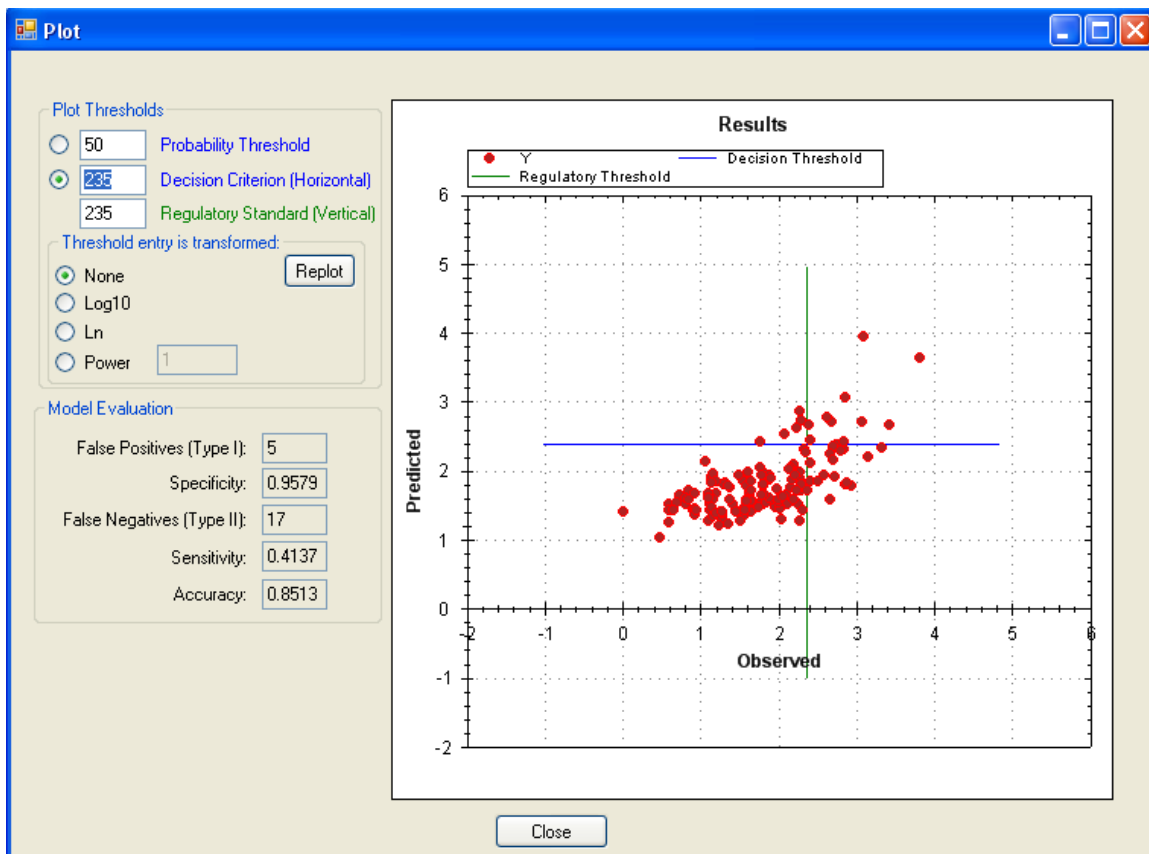 Plot
Plot Thresholds
50 Probability Threshold
235 Decision Criterion (Horizontal)
235 Regulatory Standard (Vertical)
Threshold entry is transformed:
None
Replot
Log10
Ln
Power 1
Model Evaluation
False Positives (Type I): 5
Specificity: 0.9579
False Negatives (Type II): 17
Sensitivity: 0.4137
Accuracy: 0.8513
Results
Y Decision Threshold
Regulatory Threshold
6
5
4
3
2
1
0
-1
-2
Predicted
-2 -1 0 1 2 3 4 5 6
Observed
Close